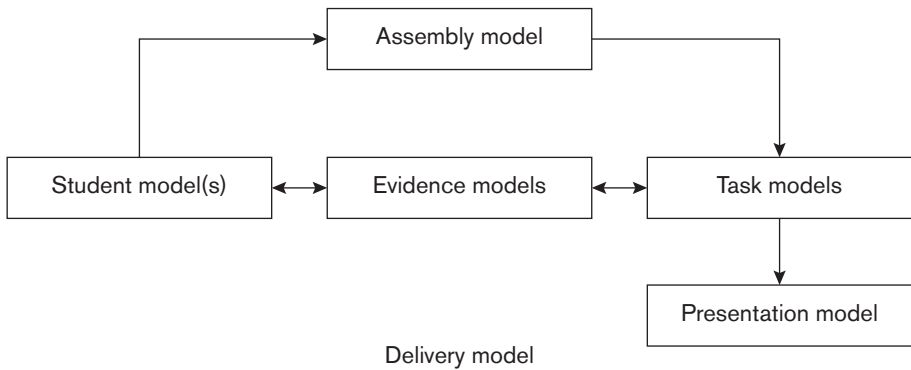 Assembly model
Student model(s)
Evidence models
Task models
Presentation model
Delivery model